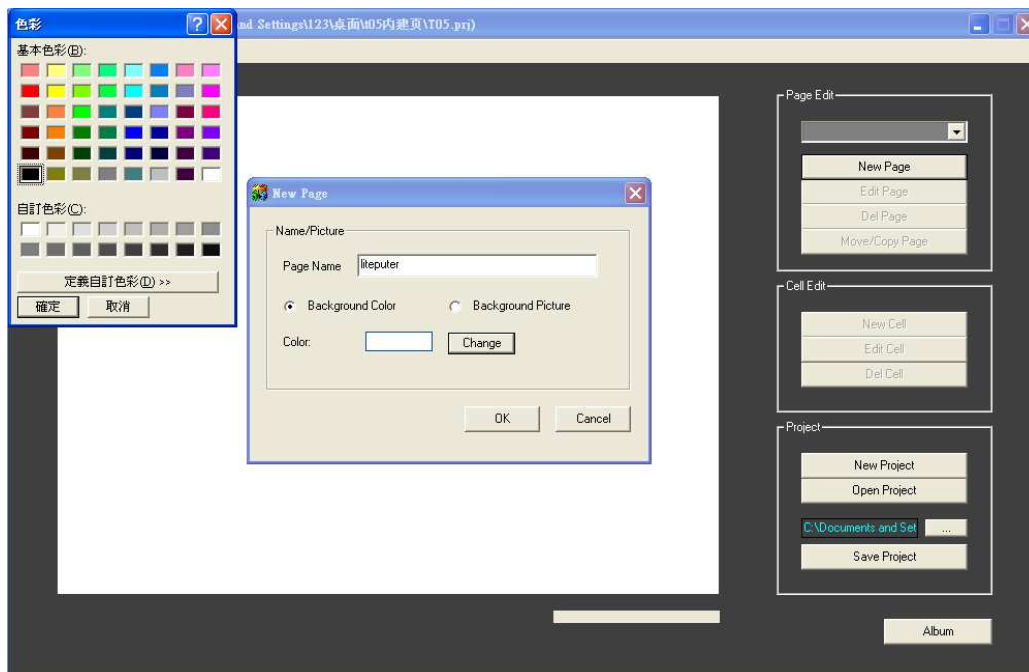 色彩
nd Settings\123\桌面\t05内建页\T05.prj)
基本色彩(B):
自訂色彩(C):
定義自訂色彩(D) >>
確定
取消
New Page
Name/Picture
Page Name
liteputer
Background Color
Background Picture
Color:
Change
OK
Cancel
Page Edit
New Page
Edit Page
Del Page
Move/Copy Page
Cell Edit
New Cell
Edit Cell
Del Cell
Project
New Project
Open Project
C:\Documents and Set
...
Save Project
Album